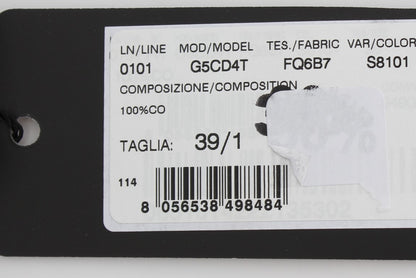 LN/LINE MOD/MODEL TES./FABRIC VAR/COLOR
0101 G5CD4T FQ6B7 S8101
COMPOSIZIONE/COMPOSITION
100%CO
TAGLIA: 39/1
114
8 056538 498484